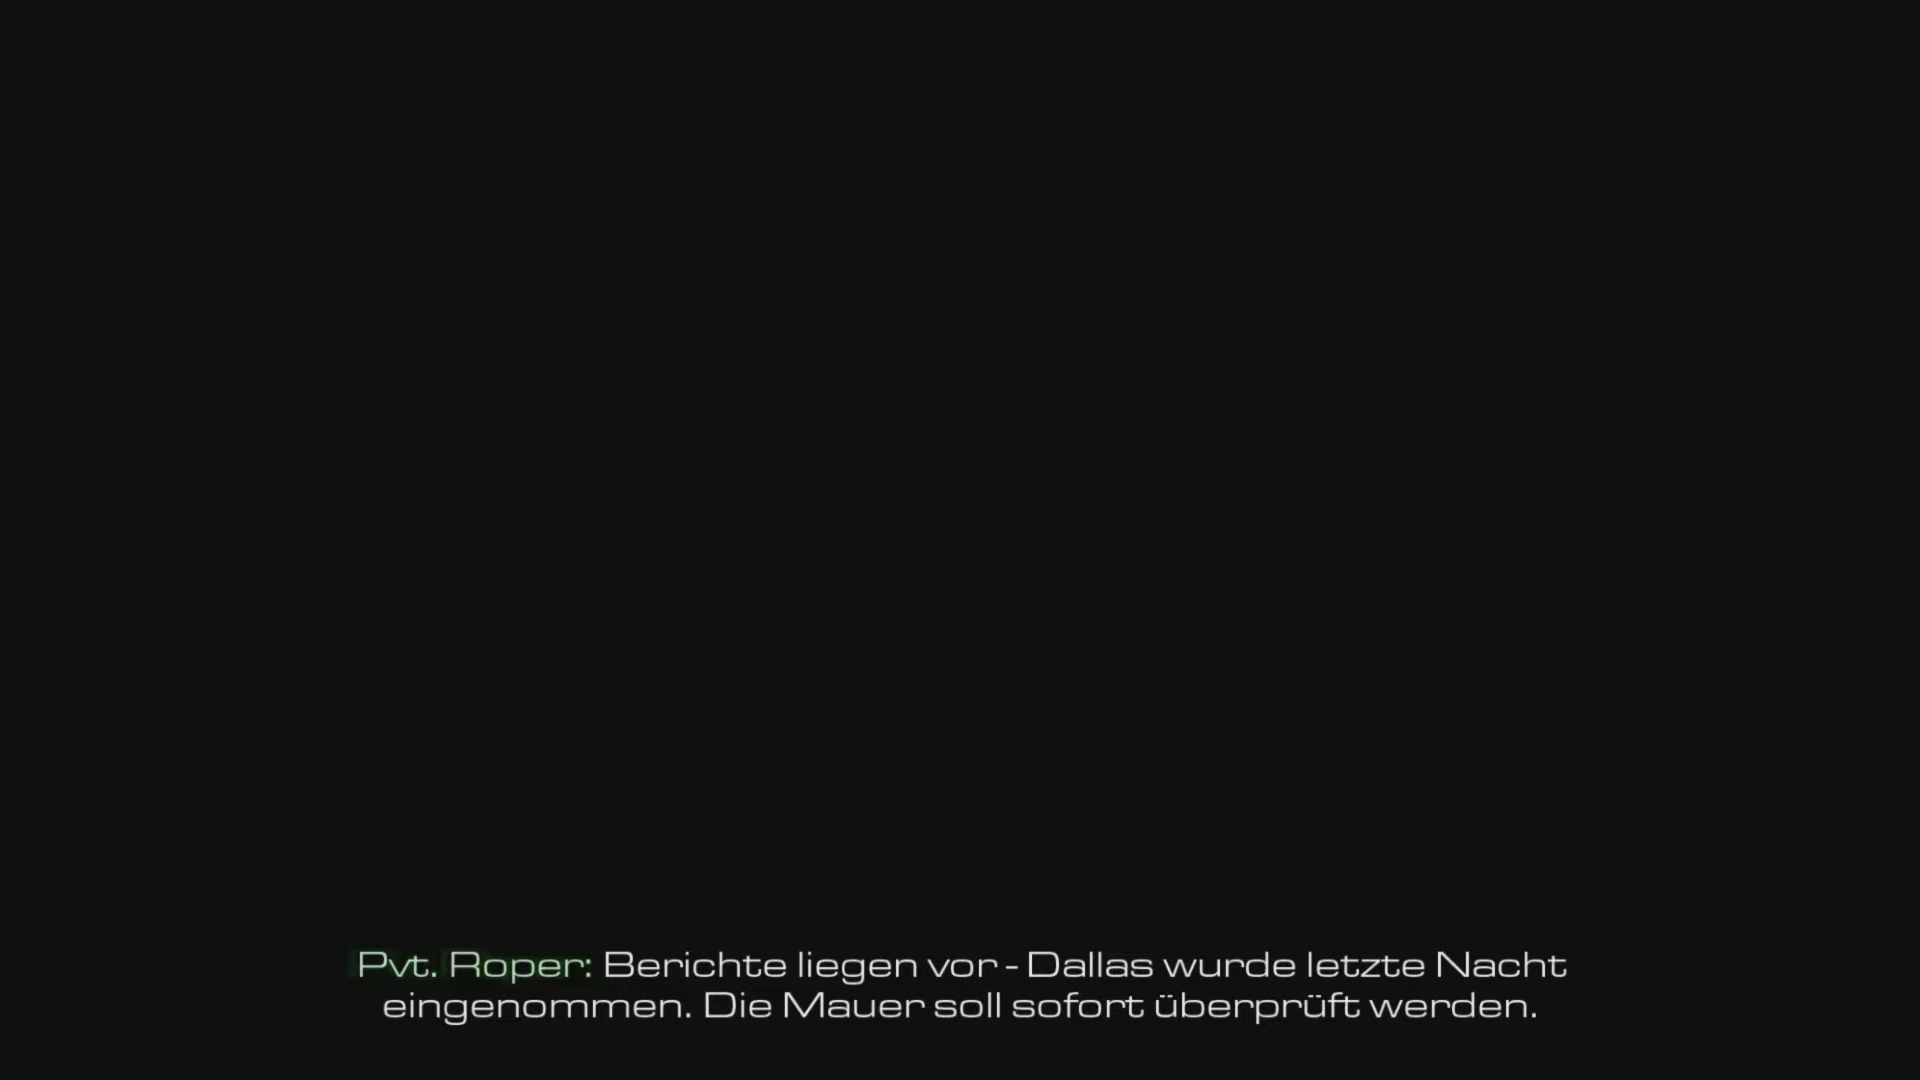 Pvt. Roper: Berichte liegen vor - Dallas wurde letzte Nacht
eingenommen. Die Mauer soll sofort überprüft werden.